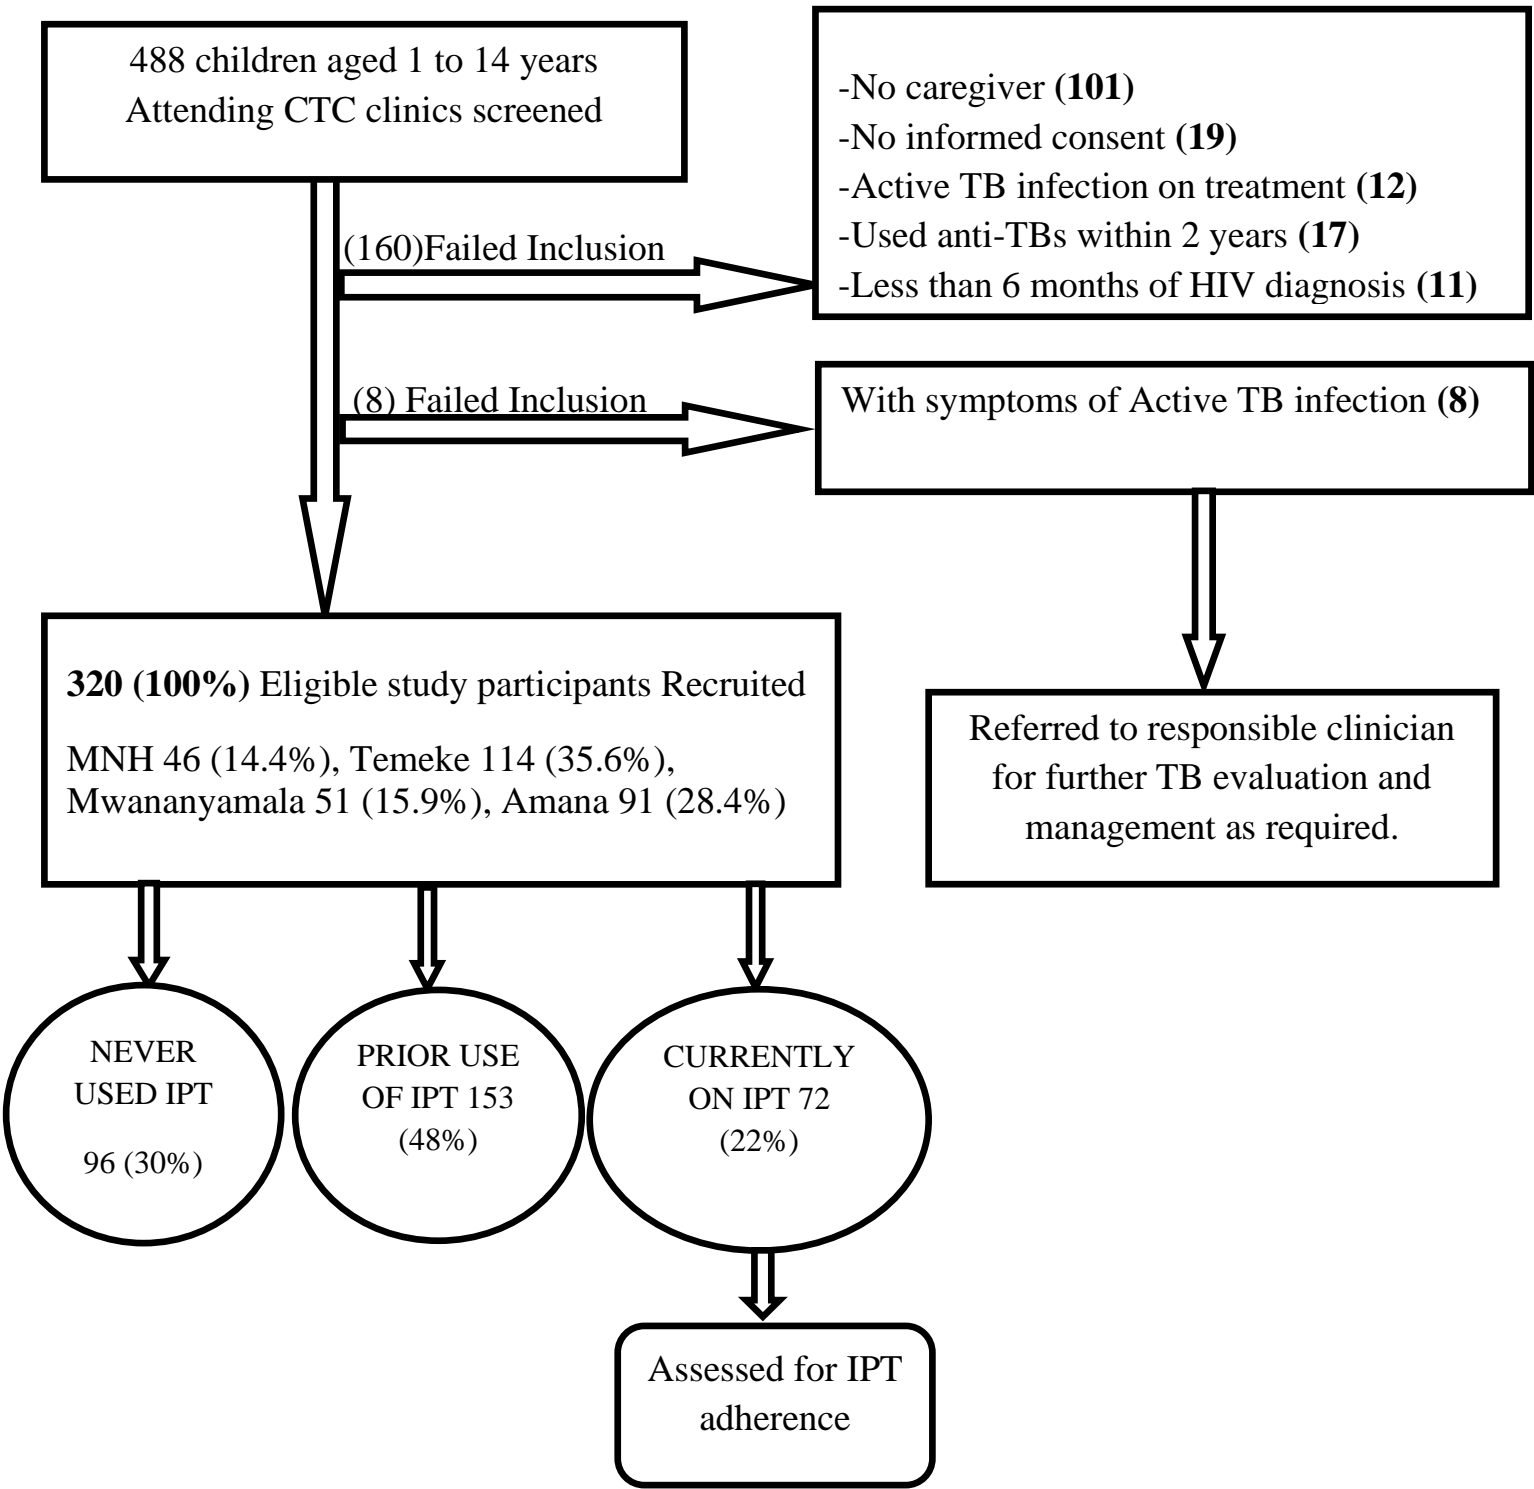 488 children aged 1 to 14 years
Attending CTC clinics screened
-No caregiver (101)
-No informed consent (19)
-Active TB infection on treatment (12)
-Used anti-TBs within 2 years (17)
-Less than 6 months of HIV diagnosis (11)
(160)Failed Inclusion
(8) Failed Inclusion
With symptoms of Active TB infection (8)
320 (100%) Eligible study participants Recruited
MNH 46 (14.4%), Temeke 114 (35.6%),
Mwananyamala 51 (15.9%), Amana 91 (28.4%)
Referred to responsible clinician
for further TB evaluation and
management as required.
NEVER
USED IPT
96 (30%)
PRIOR USE
OF IPT 153
(48%)
CURRENTLY
ON IPT 72
(22%)
Assessed for IPT
adherence